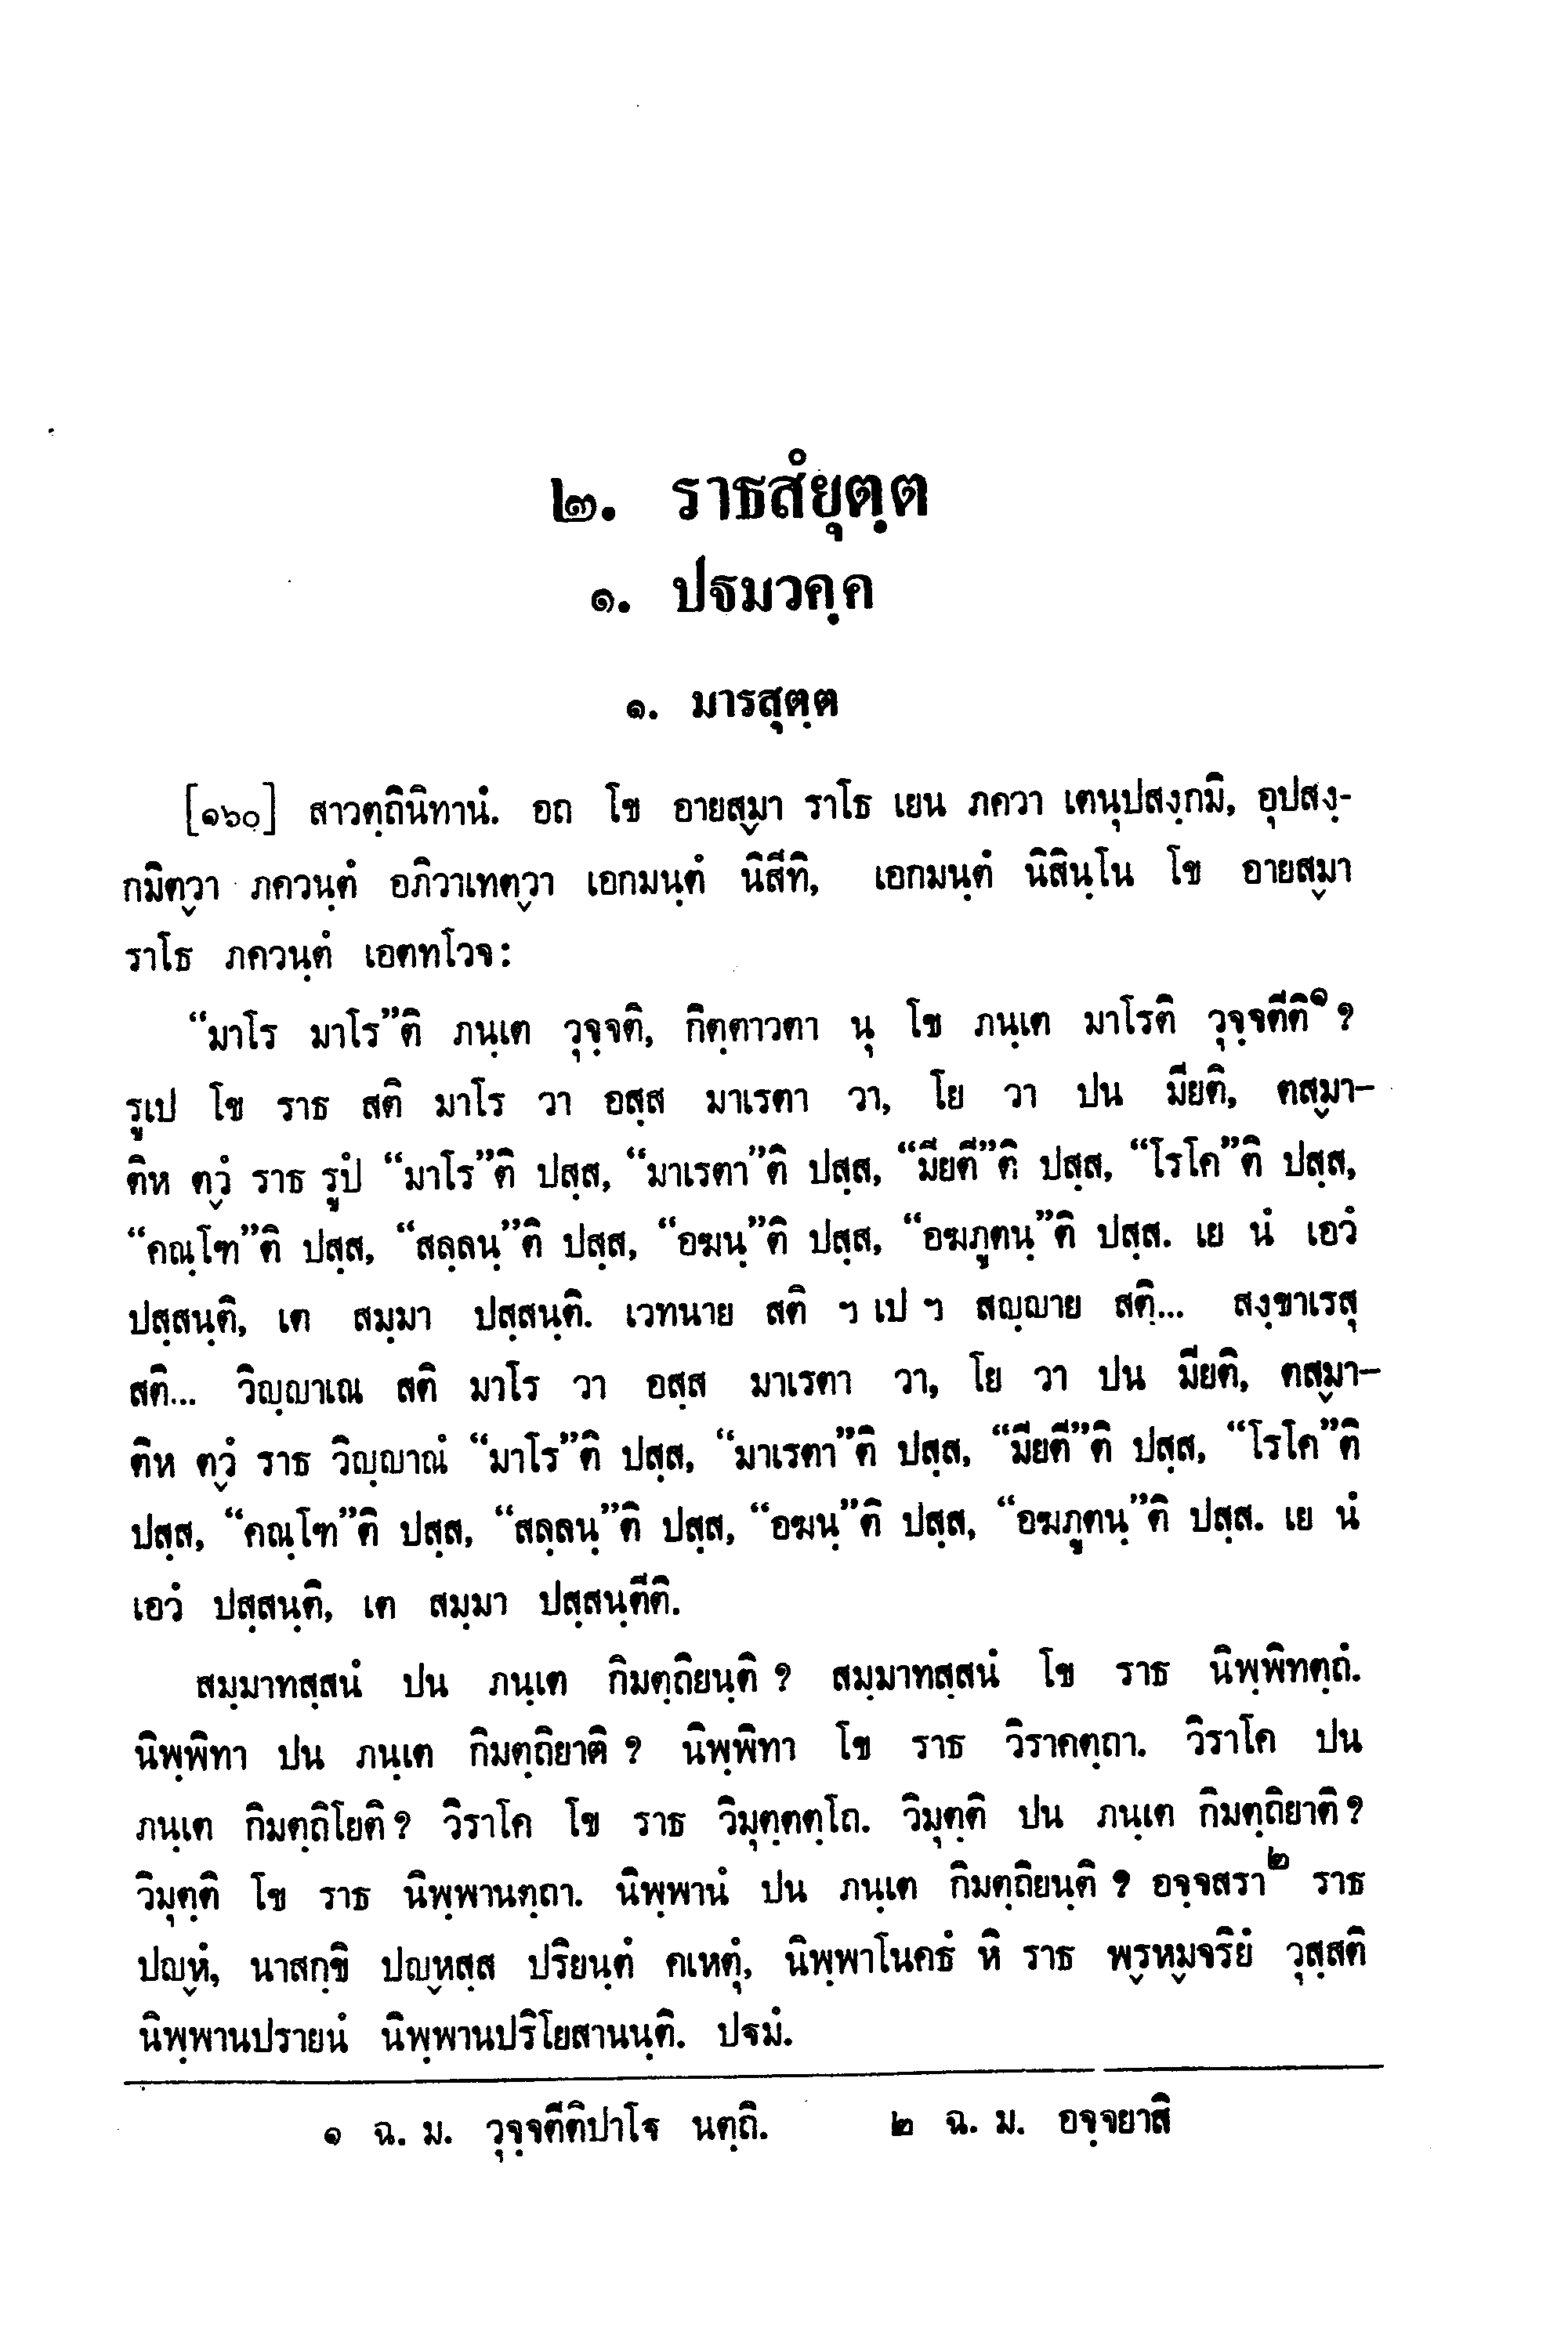 ๒. ราธสํยุตฺต
๑. ปฐมวคฺค
๑. มารสุตฺต
[๑๖๐] สาวตฺถินิทานํ. อถ โข อายสฺมา ราโธ เยน ภควา เตนุปสงฺกมิ, อุปสงฺ-
กมิตฺวา ภควนฺตํ อภิวาเทตฺวา เอกมนฺตํ นิสีทิ, เอกมนฺตํ นิสินฺโน โข อายสฺมา
ราโธ ภควนฺตํ เอตทโวจ:
“มาโร มาโร”ติ ภนฺเต วุจฺจติ, กิตฺตาวตา นุ โข ภนฺเต มาโรติ วุจฺจตีติ๑ ?
รูเป โข ราธ สติ มาโร วา อสฺส มาเรตา วา, โย วา ปน มียติ, ตสฺมา-
ติห ตฺวํ ราธ รูปํ “มาโร”ติ ปสฺส, “มาเรตา”ติ ปสฺส, “มียตี”ติ ปสฺส, “โรโค”ติ ปสฺส,
“คณฺโฑ”ติ ปสฺส, “สลฺลนฺ”ติ ปสฺส, “อฆนฺ”ติ ปสฺส, “อฆภูตนฺ”ติ ปสฺส. เย นํ เอวํ
ปสฺสนฺติ, เต สมฺมา ปสฺสนฺติ. เวทนาย สติ ฯ เป ฯ สญฺญาย สติ... สงฺขาเรสุ
สติ... วิญฺญาเณ สติ มาโร วา อสฺส มาเรตา วา, โย วา ปน มียติ, ตสฺมา-
ติห ตฺวํ ราธ วิญฺญาณํ “มาโร”ติ ปสฺส, “มาเรตา”ติ ปสฺส, “มียตี”ติ ปสฺส, “โรโค”ติ
ปสฺส, “คณฺโฑ”ติ ปสฺส, “สลฺลนฺ”ติ ปสฺส, “อฆนฺ”ติ ปสฺส, “อฆภูตนฺ”ติ ปสฺส. เย นํ
เอวํ ปสฺสนฺติ, เต สมฺมา ปสฺสนฺตีติ.
สมฺมาทสฺสนํ ปน ภนฺเต กิมตฺถิยนฺติ ? สมฺมาทสฺสนํ โข ราธ นิพฺพิทตฺถํ.
นิพฺพิทา ปน ภนฺเต กิมตฺถิยาติ ? นิพฺพิทา โข ราธ วิราคตฺถา. วิราโค ปน
ภนฺเต กิมตฺถิโยติ ? วิราโค โข ราธ วิมุตฺตตฺโถ. วิมุตฺติ ปน ภนฺเต กิมตฺถิยาติ ?
วิมุตฺติ โข ราธ นิพฺพานตฺถา. นิพฺพานํ ปน ภนฺเต กิมตฺถิยนฺติ ? อจฺจสรา๒ ราธ
ปญฺหํ, นาสกฺขิ ปญฺหสฺส ปริยนฺตํ คเหตุํ, นิพฺพาโนคธํ หิ ราธ พฺรหฺมจริยํ วุสฺสติ
นิพฺพานปรายนํ นิพฺพานปริโยสานนฺติ. ปฐมํ.
๑ ฉ. ม. วุจฺจตีติปาโฐ นตฺถิ. ๒ ฉ. ม. อจฺจยาสิ